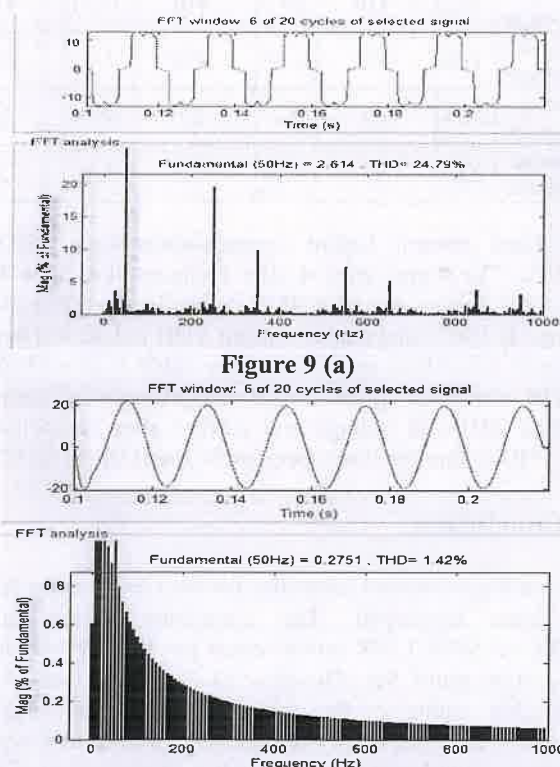 FFT window: 6 of 20 cycles of selected signal
10
0
-10
0.1 0.12 0.14 0.16 0.18 0.2
Time (s)
FFT analysis
Fundamental (50Hz) = 2.614 , THD= 24.79%
Mag (% of Fundamental)
20
15
10
5
0
0 200 400 600 800 1000
Frequency (Hz)
Figure 9 (a)
FFT window: 6 of 20 cycles of selected signal
20
0
-20
0.1 0.12 0.14 0.16 0.18 0.2
Time (s)
FFT analysis
Fundamental (50Hz) = 0.2751 , THD= 1.42%
Mag (% of Fundamental)
0.8
0.6
0.4
0.2
0
0 200 400 600 800 1000
Frequency (Hz)